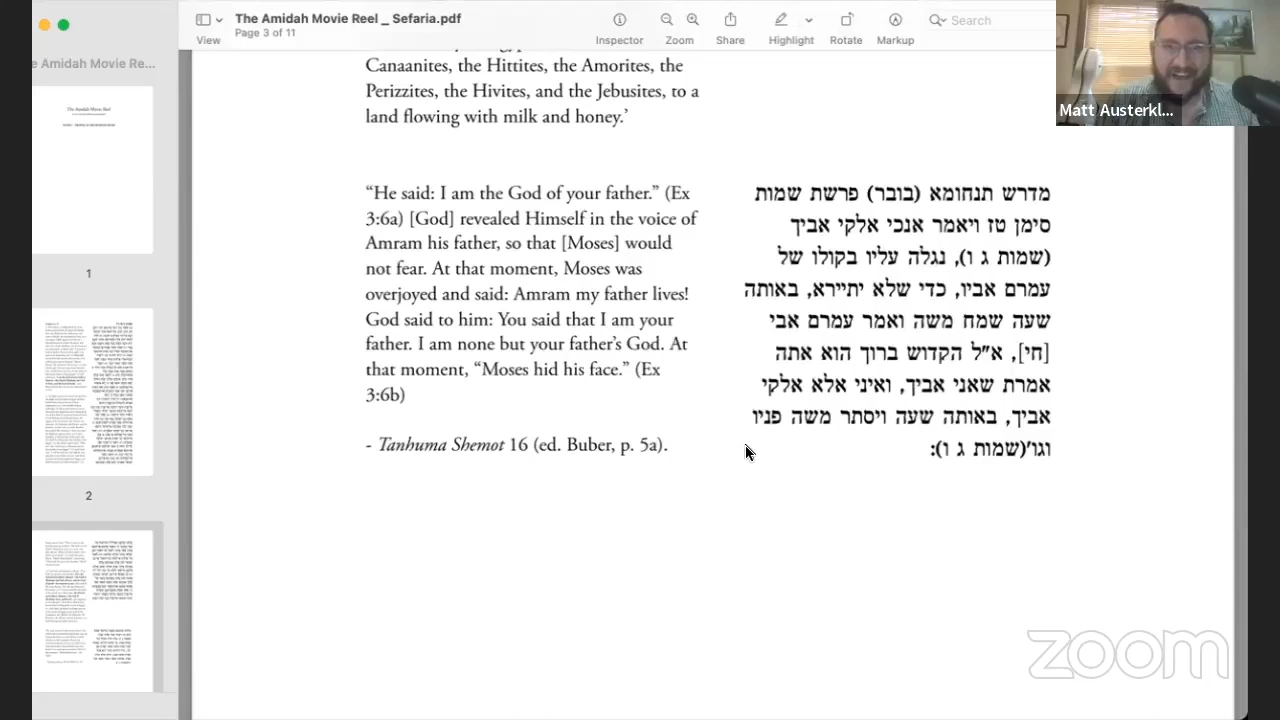 The Amidah Movie Reel _ Sefaria.pdf
Page 3 of 11
View
Inspector
Zoom
Share
Highlight
Rotate
Markup
Search
e Amidah Movie Re...
1
2
Matt Austerkl...
Canaanites, the Hittites, the Amorites, the
Perizzites, the Hivites, and the Jebusites, to a
land flowing with milk and honey.’
“He said: I am the God of your father.” (Ex
3:6a) [God] revealed Himself in the voice of
Amram his father, so that [Moses] would
not fear. At that moment, Moses was
overjoyed and said: Amram my father lives!
God said to him: You said that I am your
father. I am none but your father’s God. At
that moment, “Moses hid his face.” (Ex
3:6b)
- Tanhuma Shemot 16 (ed. Buber, p. 5a).
מדרש תנחומא (בובר) פרשת שמות
סימן טז ויאמר אנכי אלקי אביך
(שמות ג ו), נגלה עליו בקולו של
עמרם אביו, כדי שלא יתיירא, באותה
שעה שמח משה ואמר עמרם אבי
[חי], א״ל הקדוש ברוך הוא אתה
אמרת שאני אביך, ואיני אלא אלקי
אביך, באותה שעה ויסתר משה פניו
וגו׳(שמות ג ו):
zoom